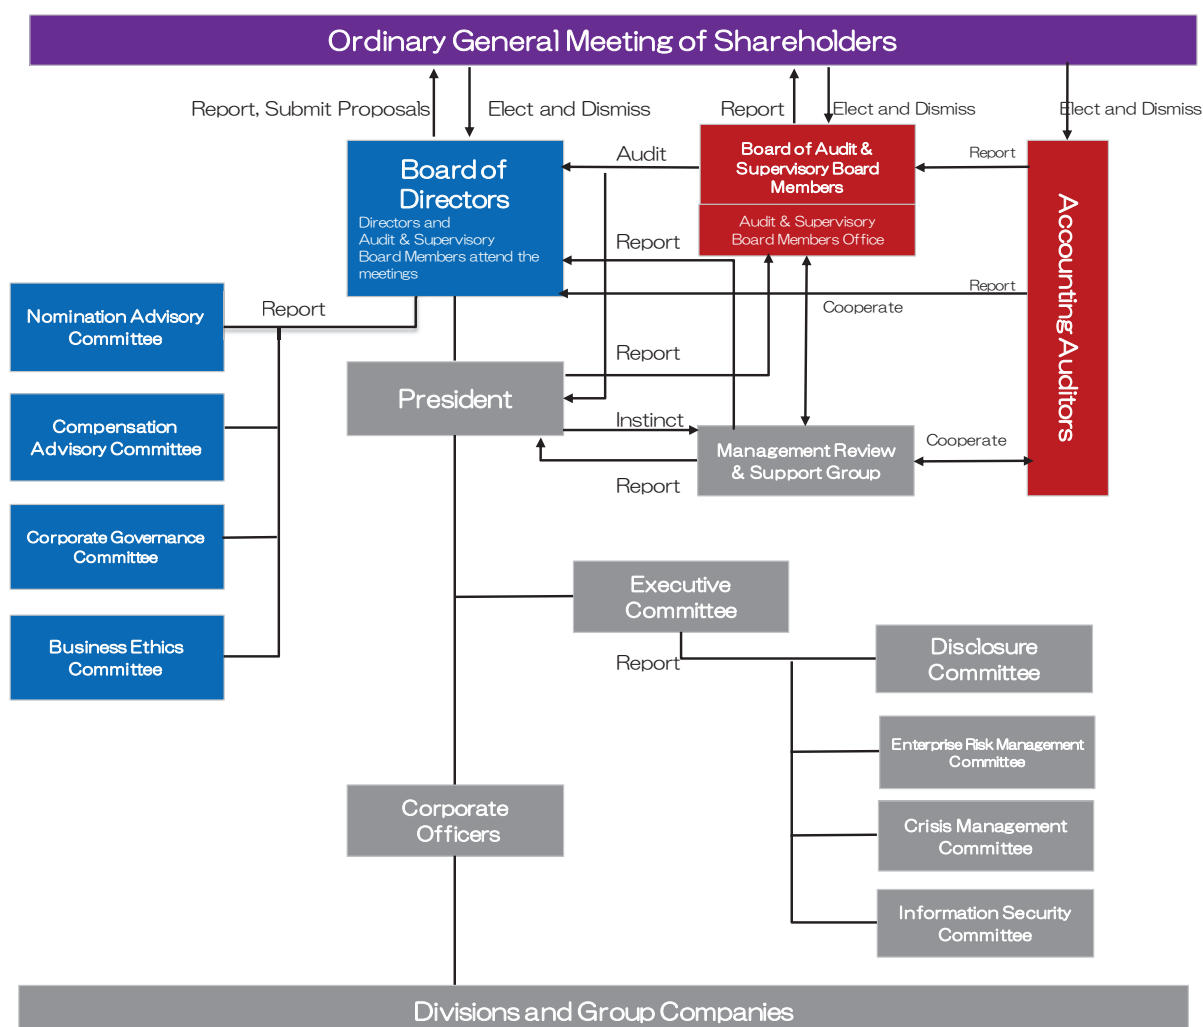 Ordinary General Meeting of Shareholders
Report, Submit Proposals
Elect and Dismiss
Report
Elect and Dismiss
Elect and Dismiss
Board of
Directors
Directors and
Audit & Supervisory
Board Members attend the
meetings
Audit
Board of Audit &
Supervisory Board
Members
Audit & Supervisory
Board Members Office
Report
Accounting Auditors
Report
Report
Cooperate
Nomination Advisory
Committee
Report
Report
President
Instinct
Compensation
Advisory Committee
Management Review
& Support Group
Cooperate
Report
Corporate Governance
Committee
Executive
Committee
Business Ethics
Committee
Report
Disclosure
Committee
Enterprise Risk Management
Committee
Corporate
Officers
Crisis Management
Committee
Information Security
Committee
Divisions and Group Companies